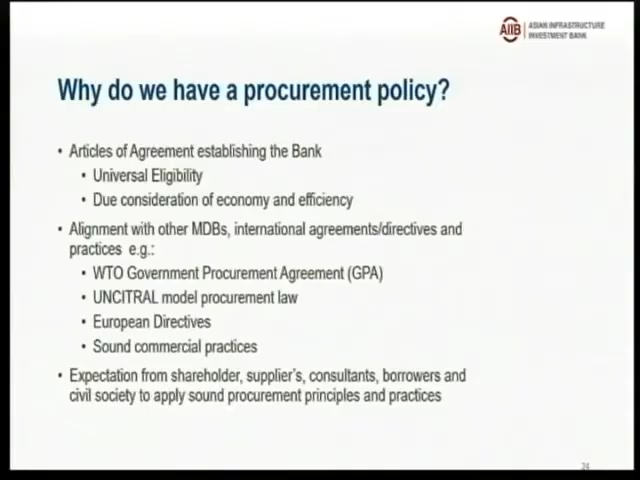 AIIB
ASIAN INFRASTRUCTURE
INVESTMENT BANK
Why do we have a procurement policy?
• Articles of Agreement establishing the Bank
• Universal Eligibility
• Due consideration of economy and efficiency
• Alignment with other MDBs, international agreements/directives and
practices e.g.:
• WTO Government Procurement Agreement (GPA)
• UNCITRAL model procurement law
• European Directives
• Sound commercial practices
• Expectation from shareholder, supplier's, consultants, borrowers and
civil society to apply sound procurement principles and practices
24